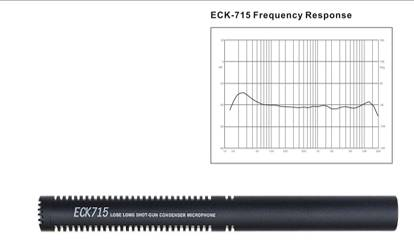 ECK-715 Frequency Response
ECK715 LOSE LONG SHOT-GUN CONDENSER MICROPHONE